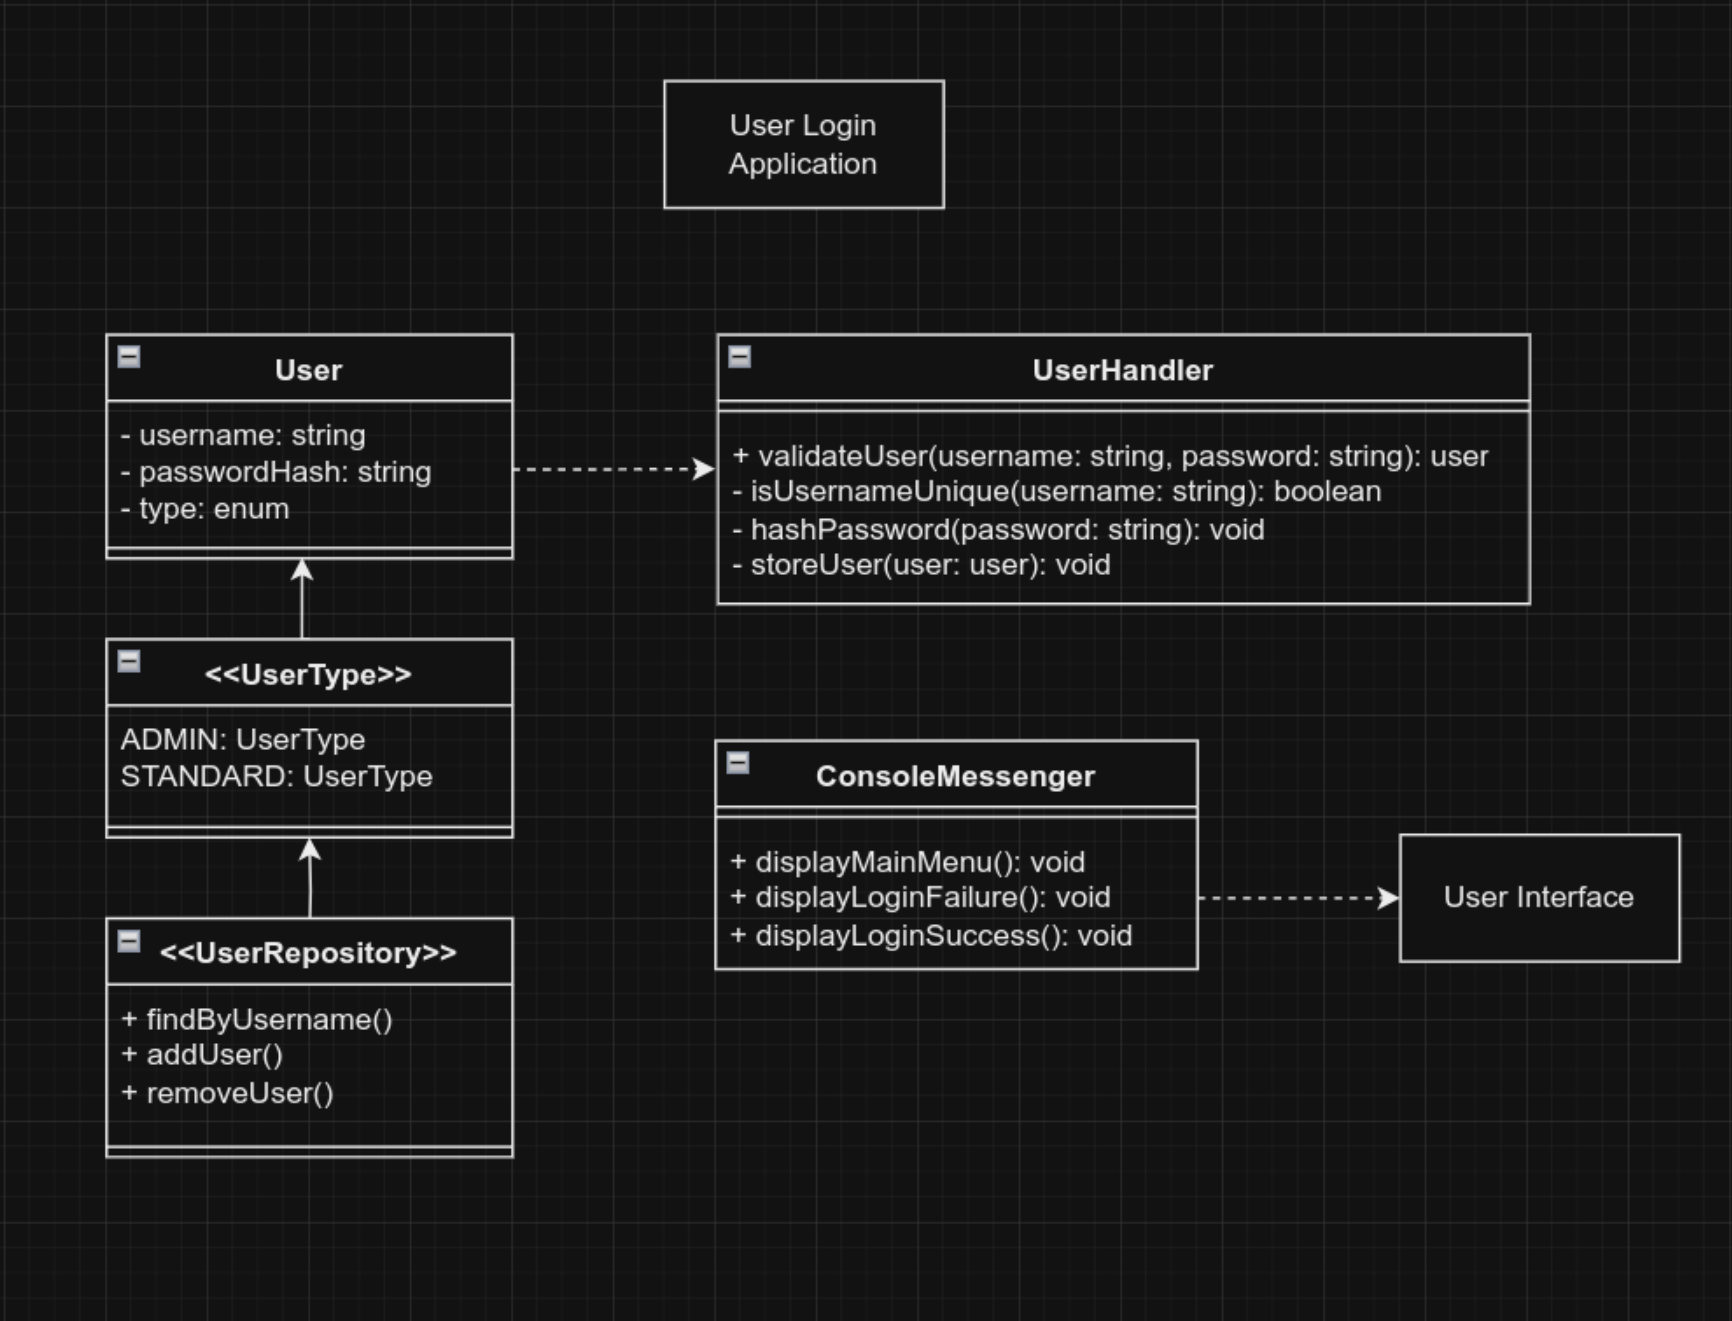 User Login
Application
User
- username: string
- passwordHash: string
- type: enum
UserHandler
+ validateUser(username: string, password: string): user
- isUsernameUnique(username: string): boolean
- hashPassword(password: string): void
- storeUser(user: user): void
<<UserType>>
ADMIN: UserType
STANDARD: UserType
ConsoleMessenger
+ displayMainMenu(): void
+ displayLoginFailure(): void
+ displayLoginSuccess(): void
User Interface
<<UserRepository>>
+ findByUsername()
+ addUser()
+ removeUser()